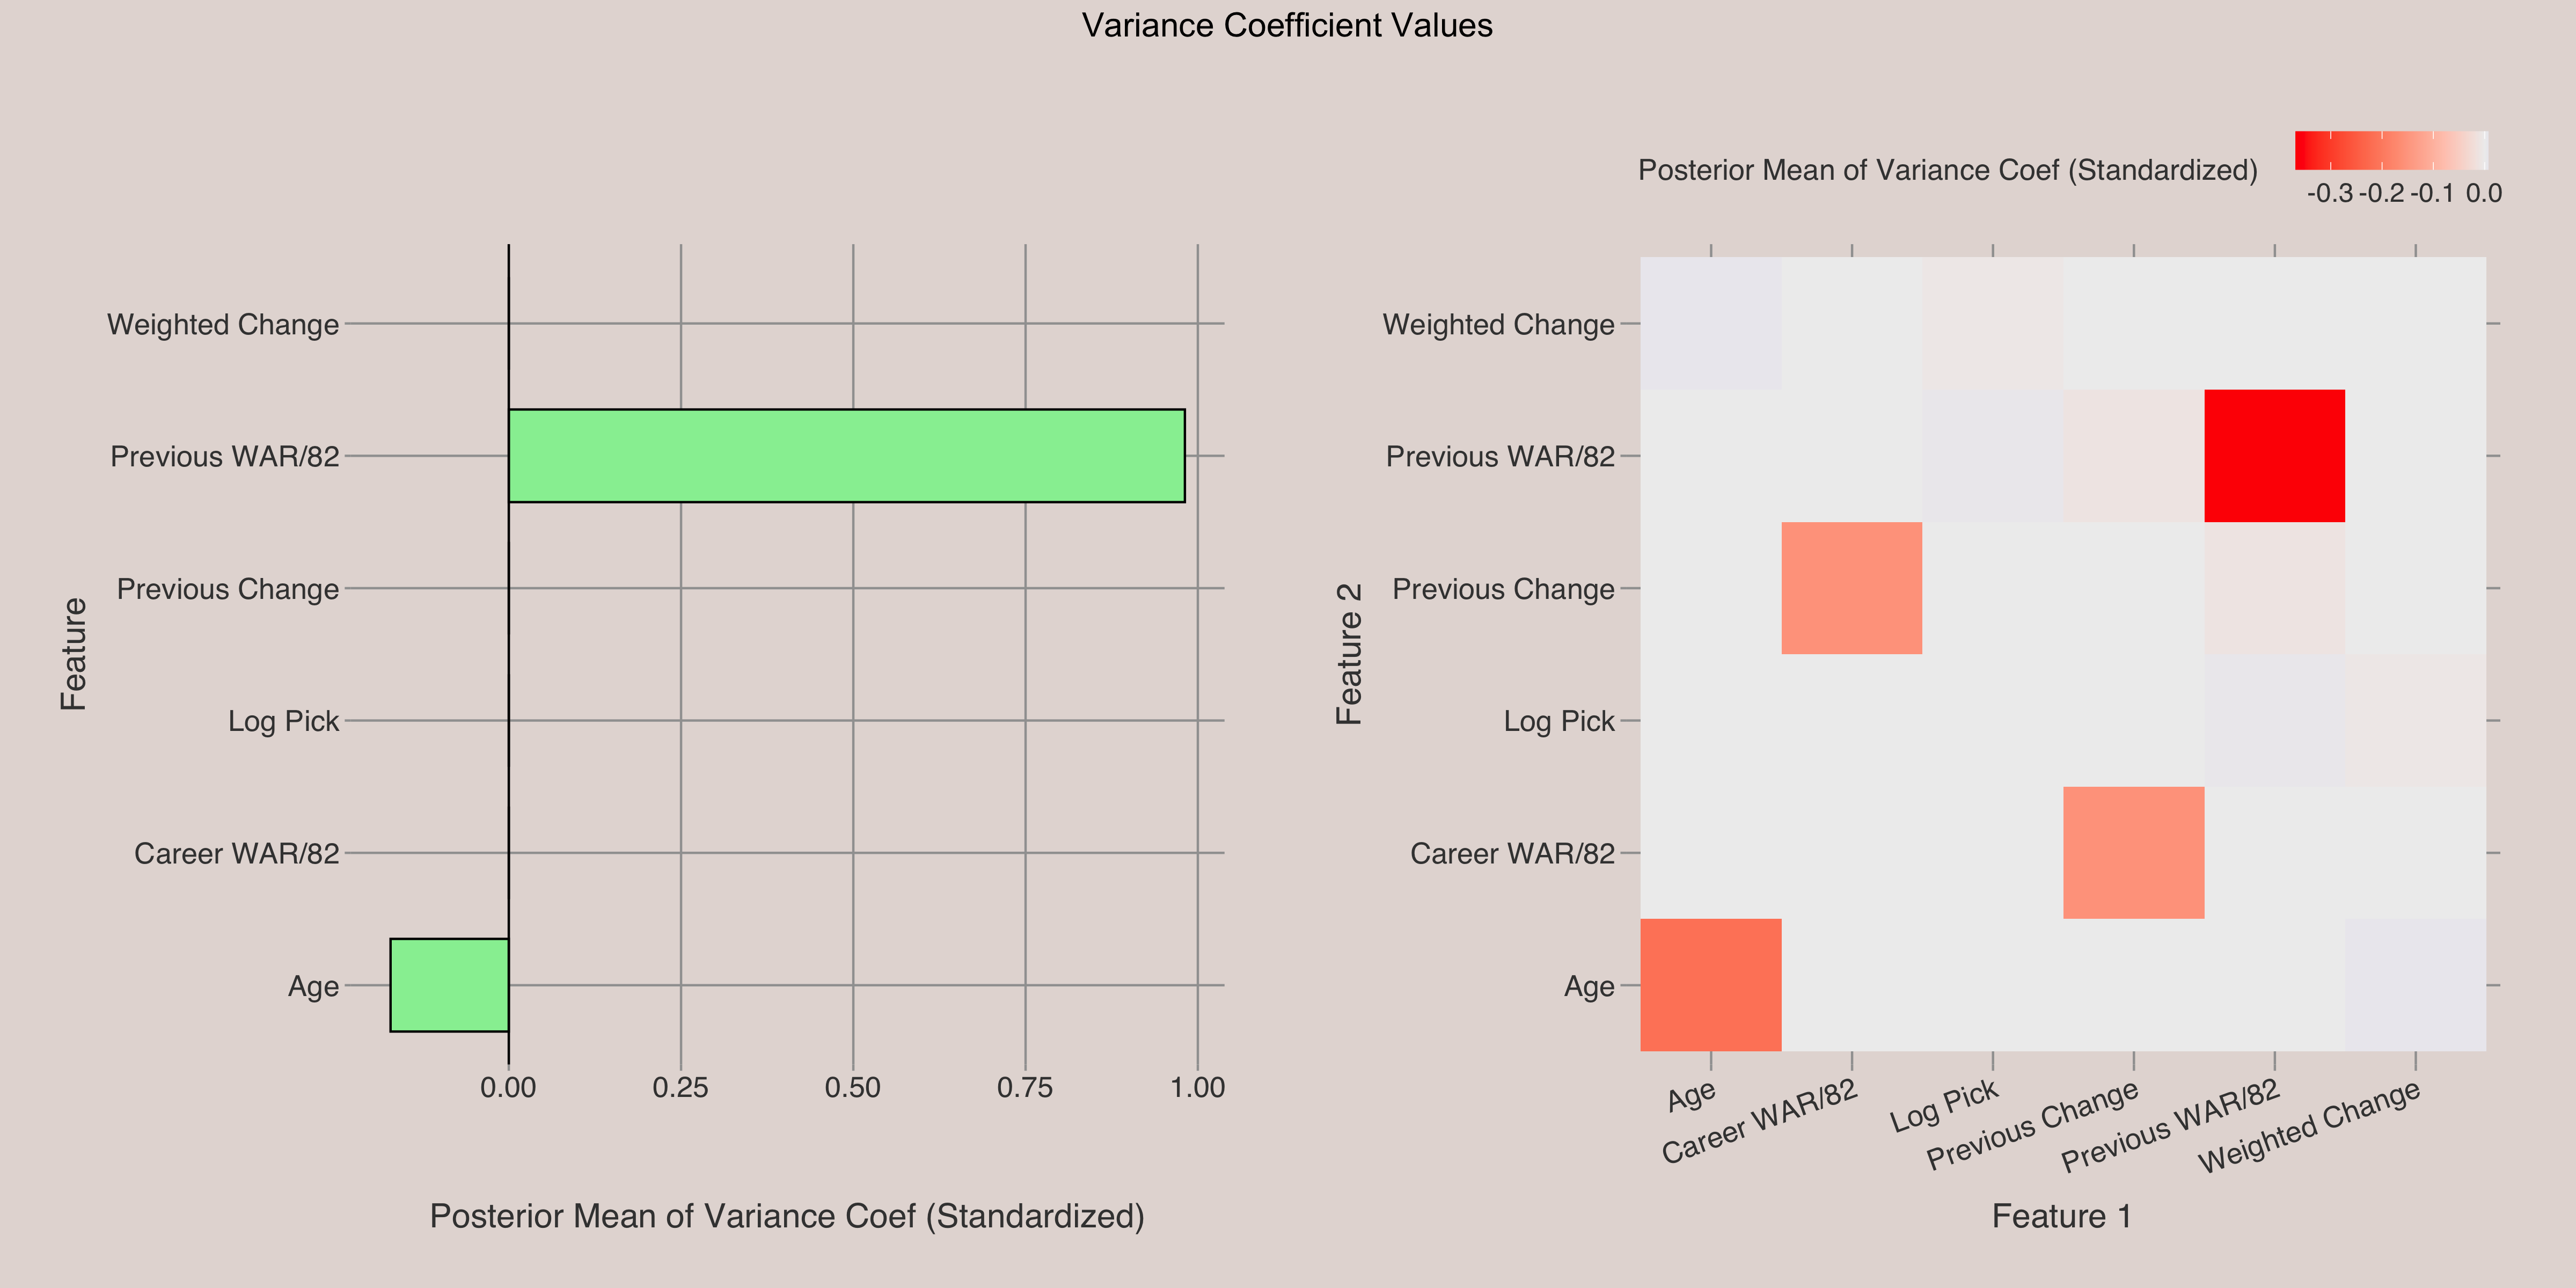 Variance Coefficient Values
Feature
Weighted Change
Previous WAR/82
Previous Change
Log Pick
Career WAR/82
Age
0.00 0.25 0.50 0.75 1.00
Posterior Mean of Variance Coef (Standardized)
Posterior Mean of Variance Coef (Standardized)
-0.3 -0.2 -0.1 0.0
Feature 2
Weighted Change
Previous WAR/82
Previous Change
Log Pick
Career WAR/82
Age
Age
Career WAR/82
Log Pick
Previous Change
Previous WAR/82
Weighted Change
Feature 1